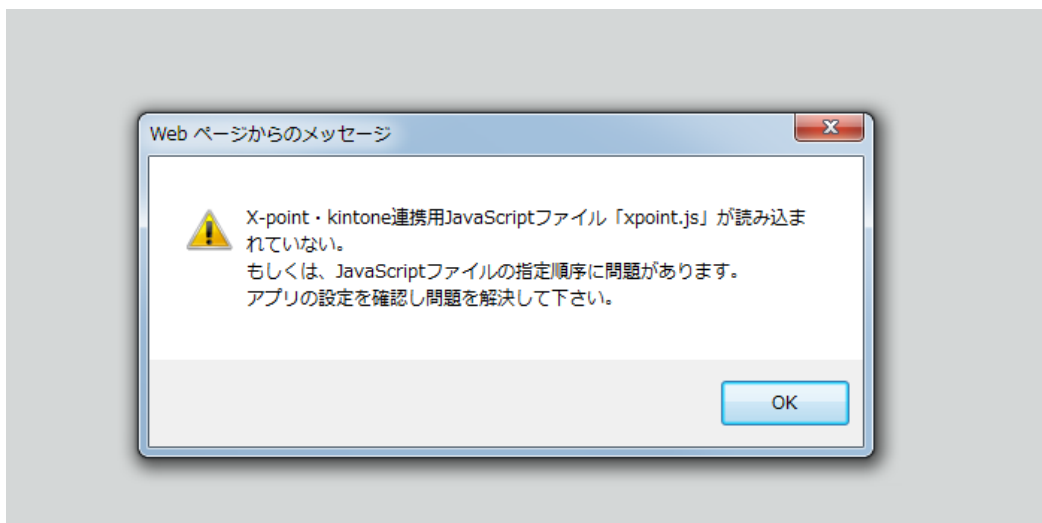 Web ページからのメッセージ
X-point・kintone連携用JavaScriptファイル「xpoint.js」が読み込ま
れていない。
もしくは、JavaScriptファイルの指定順序に問題があります。
アプリの設定を確認し問題を解決して下さい。
OK